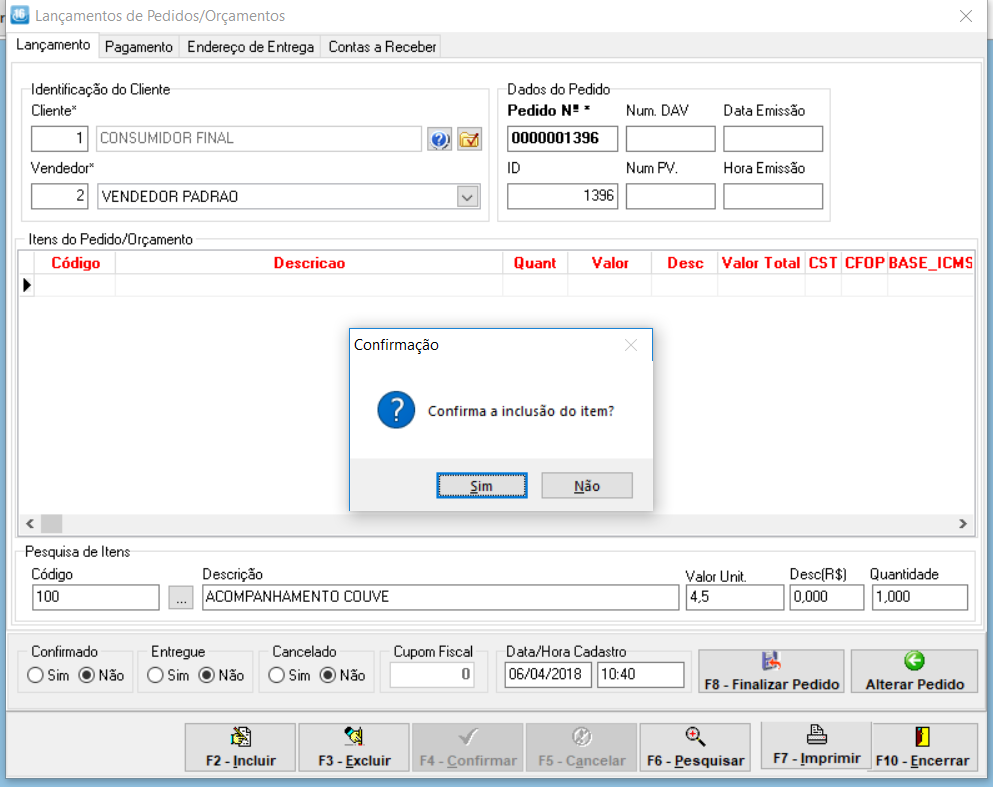 16 Lançamentos de Pedidos/Orçamentos
Lançamento Pagamento Endereço de Entrega Contas a Receber
Identificação do Cliente
Cliente*
1 CONSUMIDOR FINAL
Vendedor*
2 VENDEDOR PADRAO
Dados do Pedido
Pedido Nº * Num. DAV Data Emissão
0000001396
ID Num PV. Hora Emissão
1396
Itens do Pedido/Orçamento
Código Descricao Quant Valor Desc Valor Total CST CFOP BASE_ICMS
Confirmação
? Confirma a inclusão do item?
Sim Não
Pesquisa de Itens
Código Descrição Valor Unit. Desc(R$) Quantidade
100 ... ACOMPANHAMENTO COUVE 4,5 0,000 1,000
Confirmado Entregue Cancelado Cupom Fiscal Data/Hora Cadastro
Sim Não Sim Não Sim Não 0 06/04/2018 10:40
F8 - Finalizar Pedido Alterar Pedido
F2 - Incluir F3 - Excluir F4 - Confirmar F5 - Cancelar F6 - Pesquisar F7 - Imprimir F10 - Encerrar